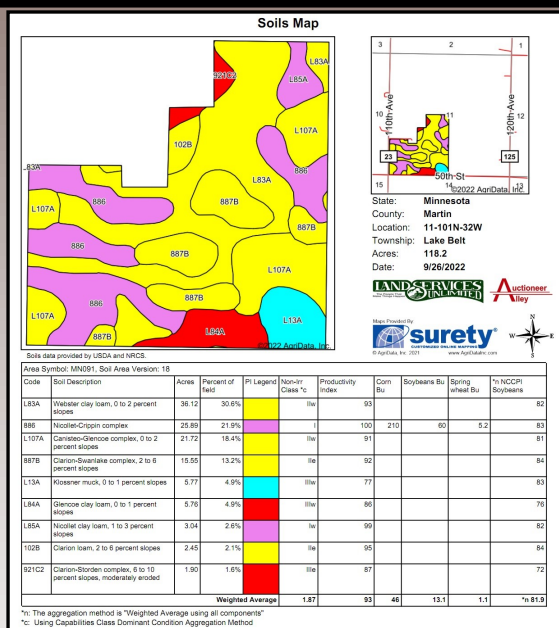 Soils Map
L83A
921C2
L85A
L107A
102B
L83A
L83A
886
886
887B
L107A
887B
886
887B
L107A
887B
886
L13A
L107A
L84A
887B
©2022 AgriData, Inc.
Soils data provided by USDA and NRCS.
3 2 1
110th Ave
120th Ave
10 11 12
23 125
50th St
15 14 13
©2022 AgriData, Inc.
State: Minnesota
County: Martin
Location: 11-101N-32W
Township: Lake Belt
Acres: 118.2
Date: 9/26/2022
LAND SERVICES
UNLIMITED
Auctioneer
Alley
Maps Provided By
surety®
CUSTOMIZED ONLINE MAPPING
© AgriData, Inc. 2021 www.AgriDataInc.com
N
W E
S
Area Symbol: MN091, Soil Area Version: 18
Code Soil Description Acres Percent of field PI Legend Non-Irr Class *c Productivity Index Corn Bu Soybeans Bu Spring wheat Bu *n NCCPI Soybeans
L83A Webster clay loam, 0 to 2 percent slopes 36.12 30.6% IIw 93 82
886 Nicollet-Crippin complex 25.89 21.9% I 100 210 60 5.2 83
L107A Canisteo-Glencoe complex, 0 to 2 percent slopes 21.72 18.4% IIw 91 81
887B Clarion-Swanlake complex, 2 to 6 percent slopes 15.55 13.2% IIe 92 84
L13A Klossner muck, 0 to 1 percent slopes 5.77 4.9% IIIw 77 83
L84A Glencoe clay loam, 0 to 1 percent slopes 5.76 4.9% IIIw 86 76
L85A Nicollet clay loam, 1 to 3 percent slopes 3.04 2.6% Iw 99 82
102B Clarion loam, 2 to 6 percent slopes 2.45 2.1% IIe 95 84
921C2 Clarion-Storden complex, 6 to 10 percent slopes, moderately eroded 1.90 1.6% IIIe 87 72
Weighted Average 1.87 93 46 13.1 1.1 *n 81.9
*n: The aggregation method is "Weighted Average using all components"
*c: Using Capabilities Class Dominant Condition Aggregation Method